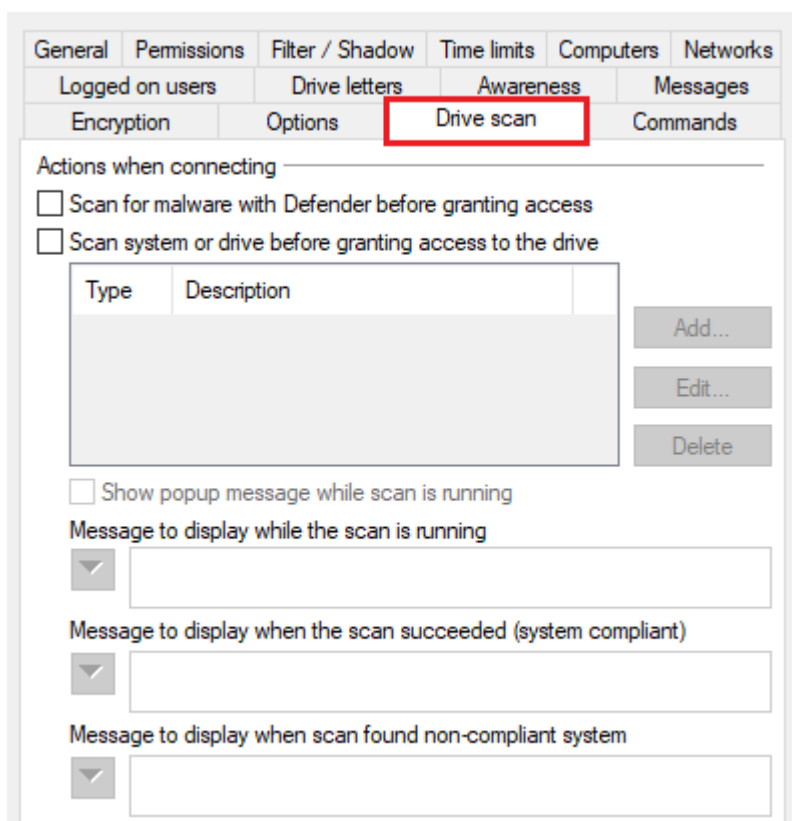 General Permissions Filter / Shadow Time limits Computers Networks
Logged on users Drive letters Awareness Messages
Encryption Options Drive scan Commands
Actions when connecting
Scan for malware with Defender before granting access
Scan system or drive before granting access to the drive
Type Description
Add...
Edit...
Delete
Show popup message while scan is running
Message to display while the scan is running
Message to display when the scan succeeded (system compliant)
Message to display when scan found non-compliant system